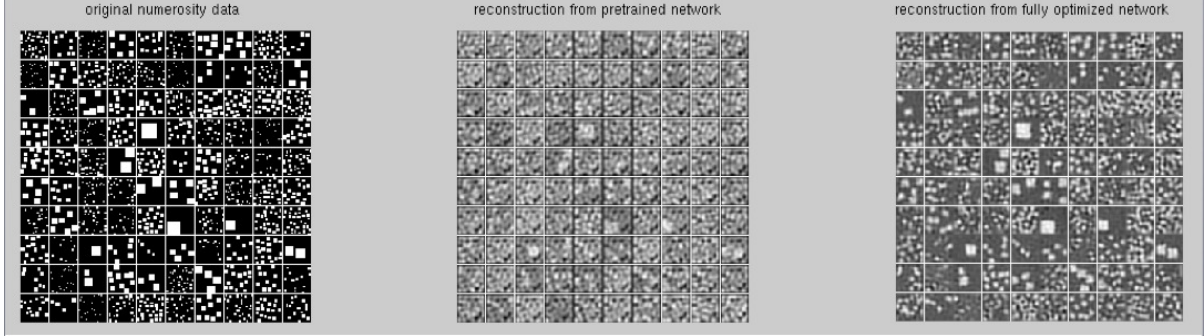 original numerosity data
reconstruction from pretrained network
reconstruction from fully optimized network